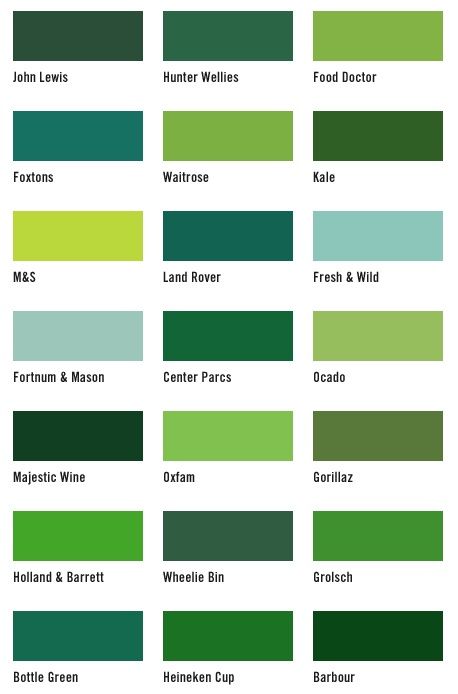 John Lewis
Hunter Wellies
Food Doctor
Foxtons
Waitrose
Kale
M&S
Land Rover
Fresh & Wild
Fortnum & Mason
Center Parcs
Ocado
Majestic Wine
Oxfam
Gorillaz
Holland & Barrett
Wheelie Bin
Grolsch
Bottle Green
Heineken Cup
Barbour